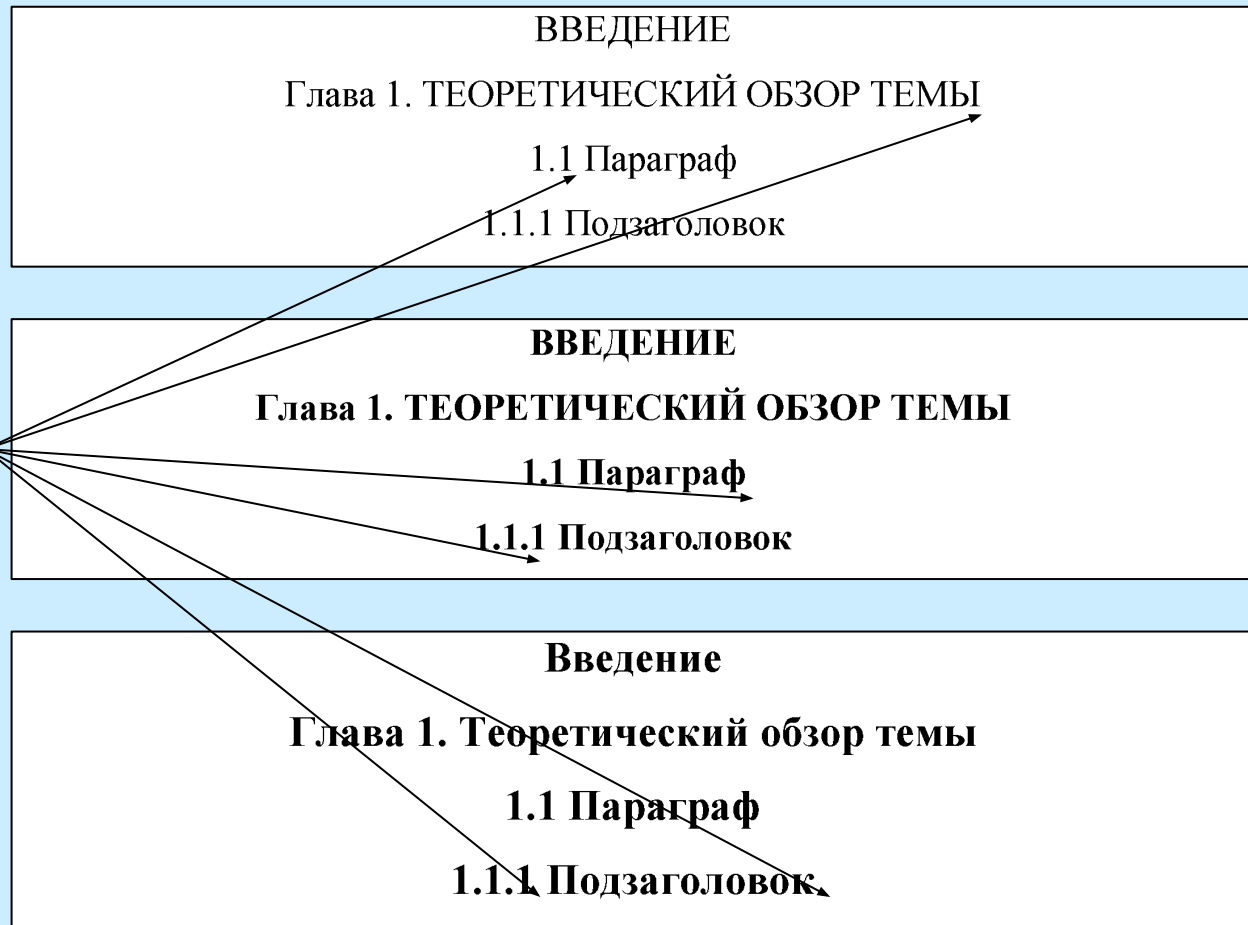 ВВЕДЕНИЕ
Глава 1. ТЕОРЕТИЧЕСКИЙ ОБЗОР ТЕМЫ
1.1 Параграф
1.1.1 Подзаголовок
ВВЕДЕНИЕ
Глава 1. ТЕОРЕТИЧЕСКИЙ ОБЗОР ТЕМЫ
1.1 Параграф
1.1.1 Подзаголовок
Введение
Глава 1. Теоретический обзор темы
1.1 Параграф
1.1.1 Подзаголовок